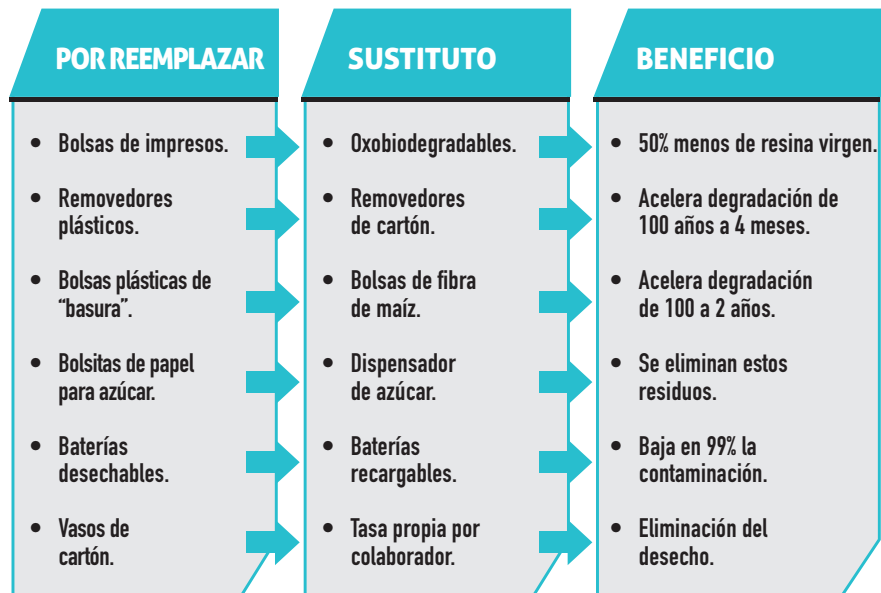 POR REEMPLAZAR
• Bolsas de impresos.
• Removedores
plásticos.
• Bolsas plásticas de
“basura”.
• Bolsitas de papel
para azúcar.
• Baterías
desechables.
• Vasos de
cartón.
SUSTITUTO
• Oxobiodegradables.
• Removedores
de cartón.
• Bolsas de fibra
de maíz.
• Dispensador
de azúcar.
• Baterías
recargables.
• Tasa propia por
colaborador.
BENEFICIO
• 50% menos de resina virgen.
• Acelera degradación de
100 años a 4 meses.
• Acelera degradación
de 100 a 2 años.
• Se eliminan estos
residuos.
• Baja en 99% la
contaminación.
• Eliminación del
desecho.